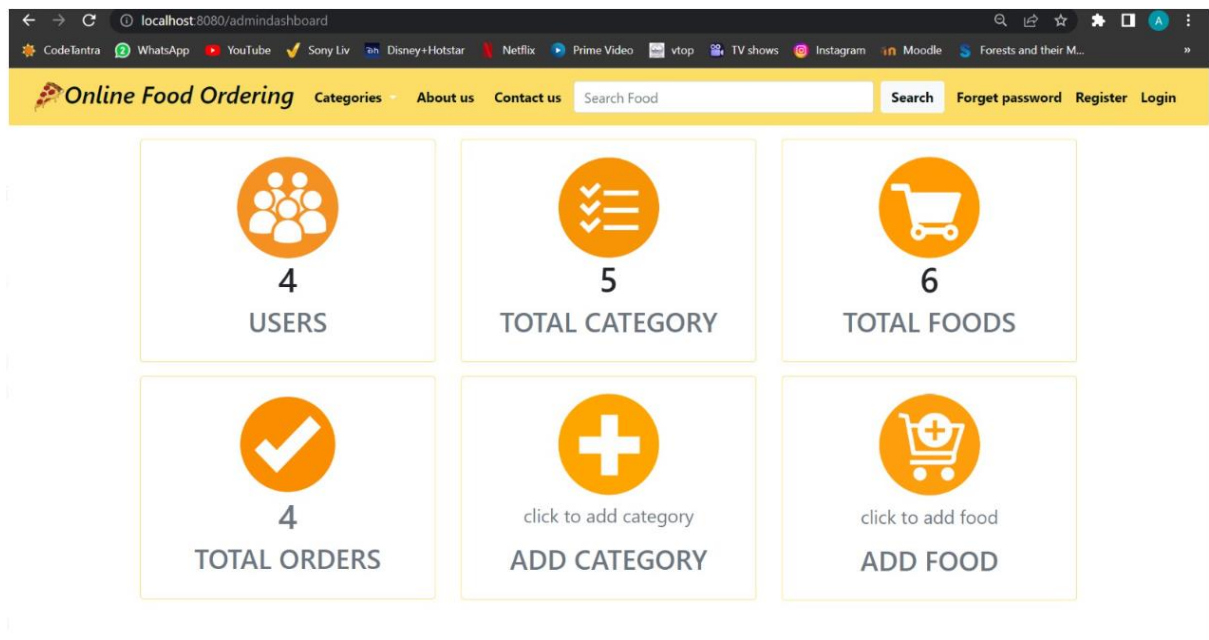 localhost:8080/admindashboard
CodeTantra WhatsApp YouTube Sony Liv Disney+Hotstar Netflix Prime Video vtop TV shows Instagram Moodle Forests and their M... »
Online Food Ordering Categories About us Contact us Search Food Search Forget password Register Login
4 5 6
USERS TOTAL CATEGORY TOTAL FOODS
4 click to add category click to add food
TOTAL ORDERS ADD CATEGORY ADD FOOD